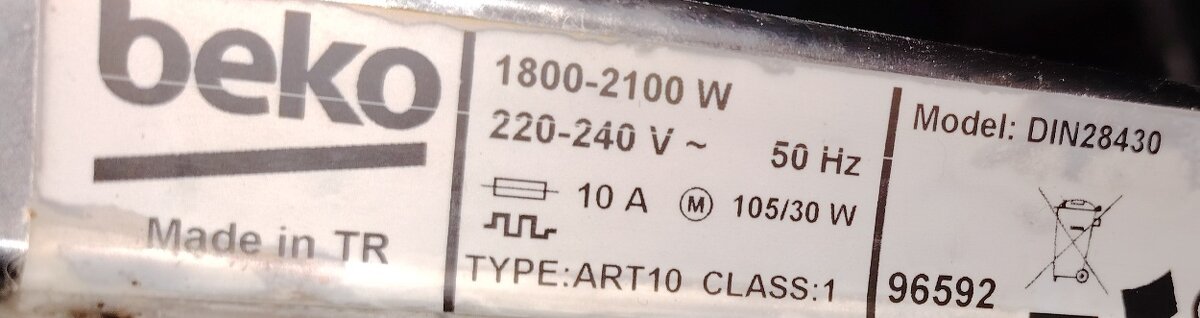 beko
Made in TR
1800-2100 W
220-240 V ~ 50 Hz
10 A M 105/30 W
TYPE:ART10 CLASS:1
Model: DIN28430
96592